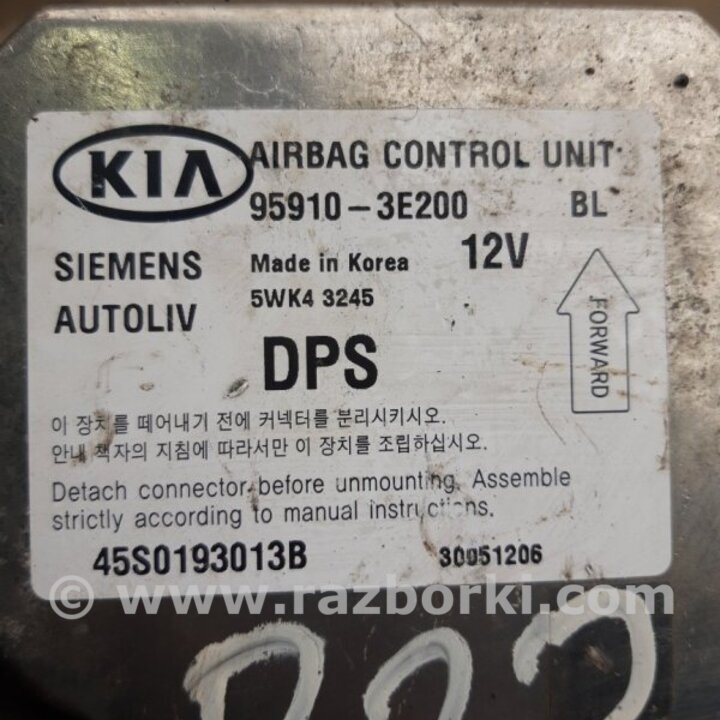 KIA AIRBAG CONTROL UNIT
95910-3E200 BL
SIEMENS Made in Korea 12V
AUTOLIV 5WK4 3245
DPS
FORWARD
이 장치를 떼어내기 전에 커넥터를 분리시키시오.
안내 책자의 지침에 따라서만 이 장치를 조립하십시오.
Detach connector before unmounting. Assemble
strictly according to manual instructions.
45S0193013B 30051206
© www.razborki.com